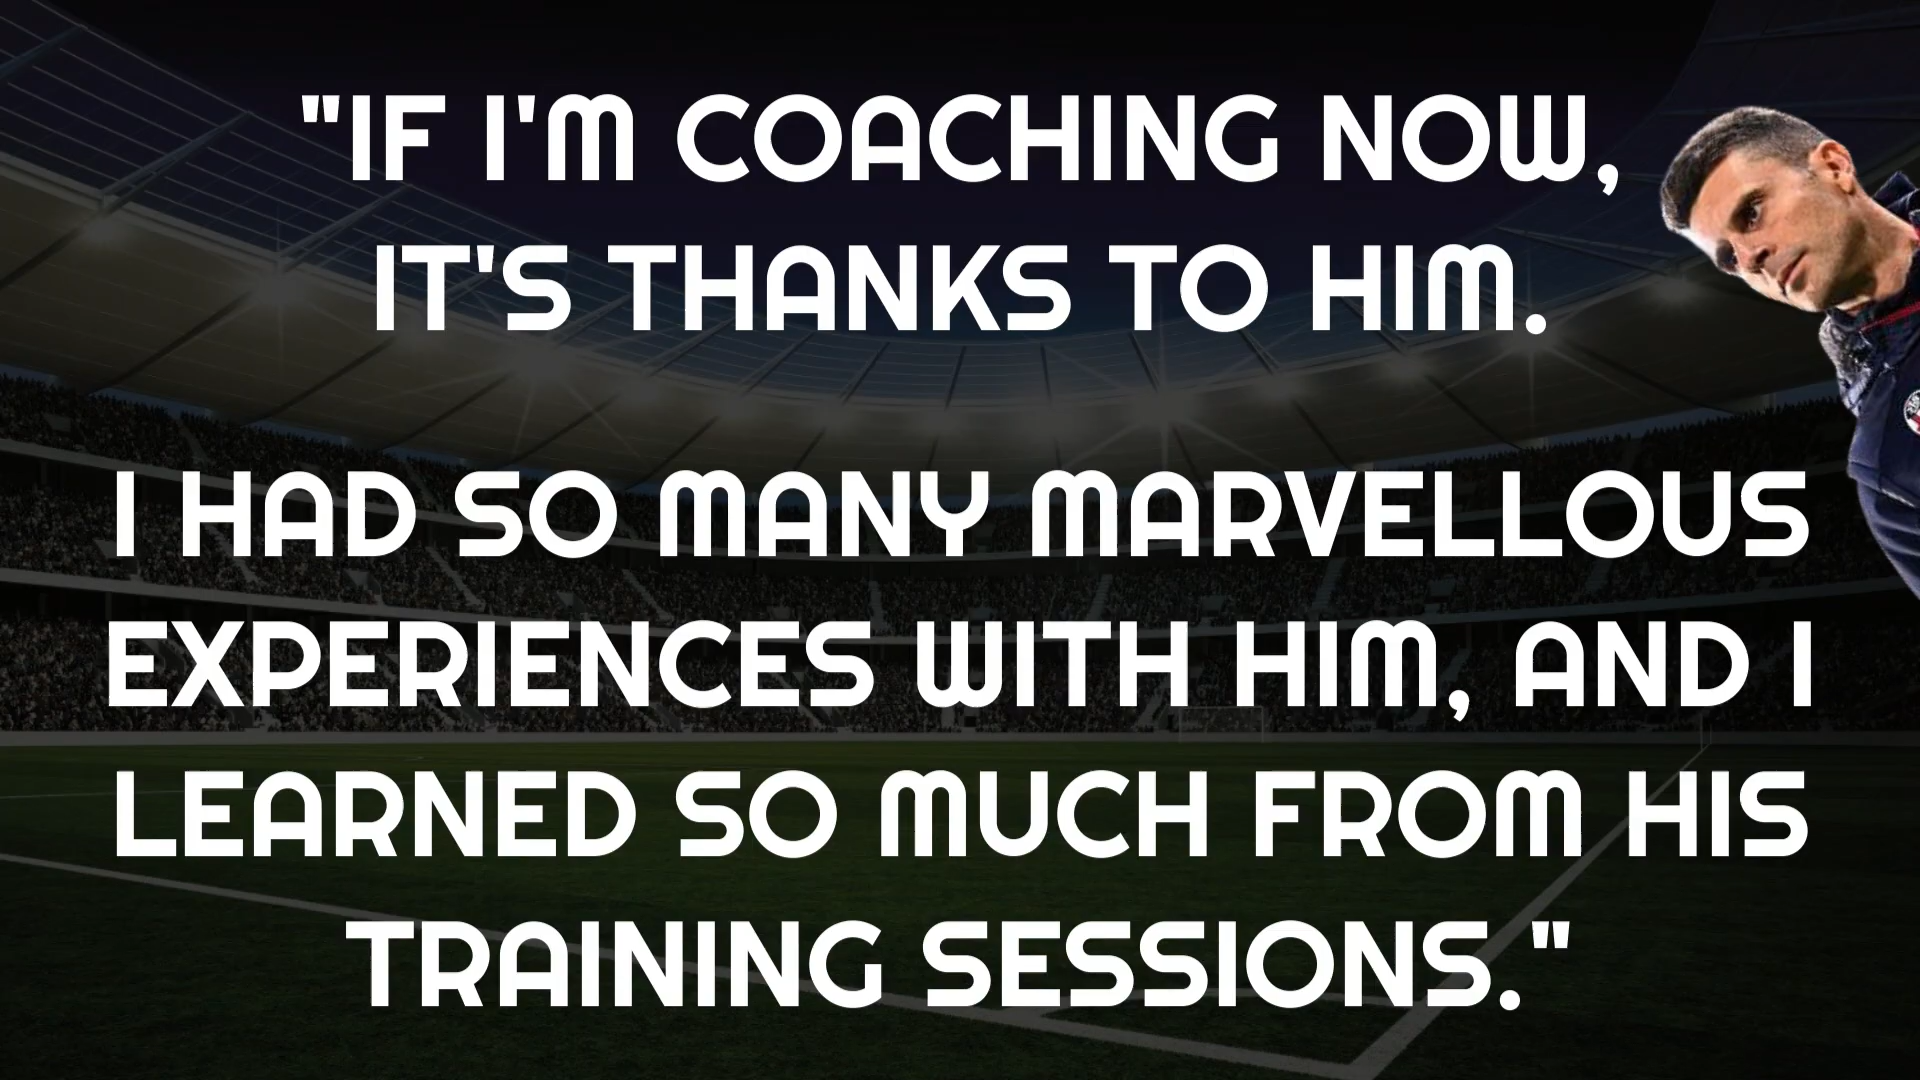 "IF I'M COACHING NOW,
IT'S THANKS TO HIM.
I HAD SO MANY MARVELLOUS
EXPERIENCES WITH HIM, AND I
LEARNED SO MUCH FROM HIS
TRAINING SESSIONS."